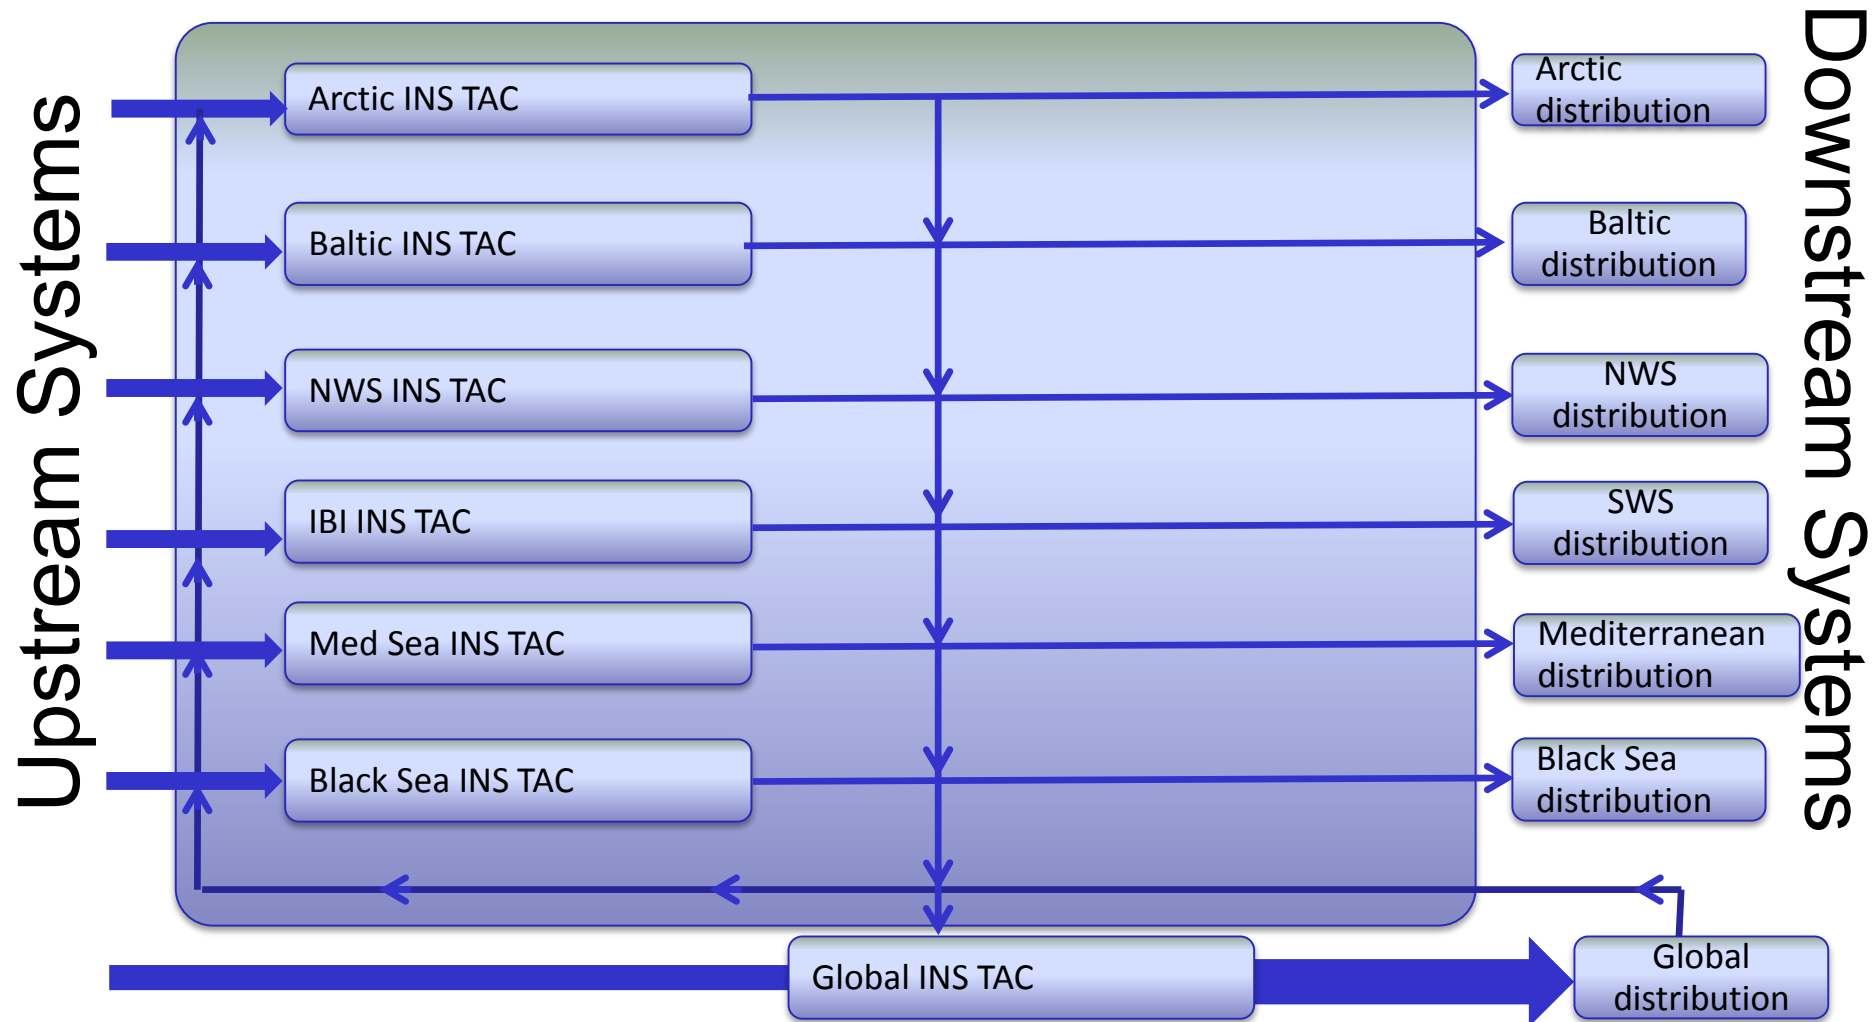 Upstream Systems
Arctic INS TAC
Arctic
distribution
Baltic INS TAC
Baltic
distribution
NWS INS TAC
NWS
distribution
IBI INS TAC
SWS
distribution
Med Sea INS TAC
Mediterranean
distribution
Black Sea INS TAC
Black Sea
distribution
Global INS TAC
Global
distribution
Downstream Systems